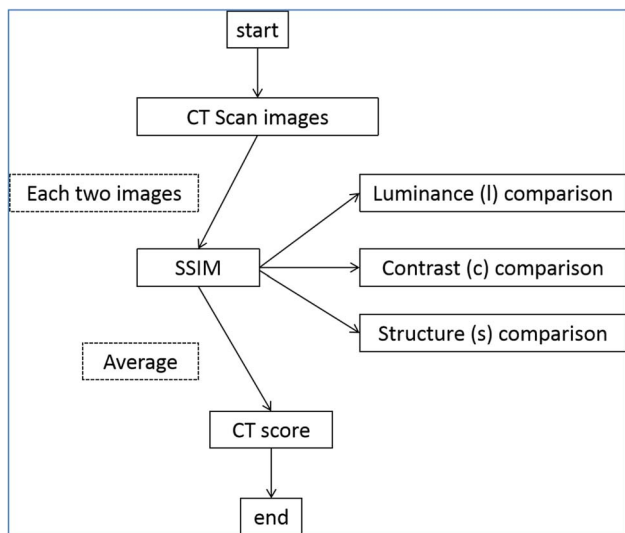 start
CT Scan images
Each two images
Luminance (l) comparison
SSIM
Contrast (c) comparison
Structure (s) comparison
Average
CT score
end